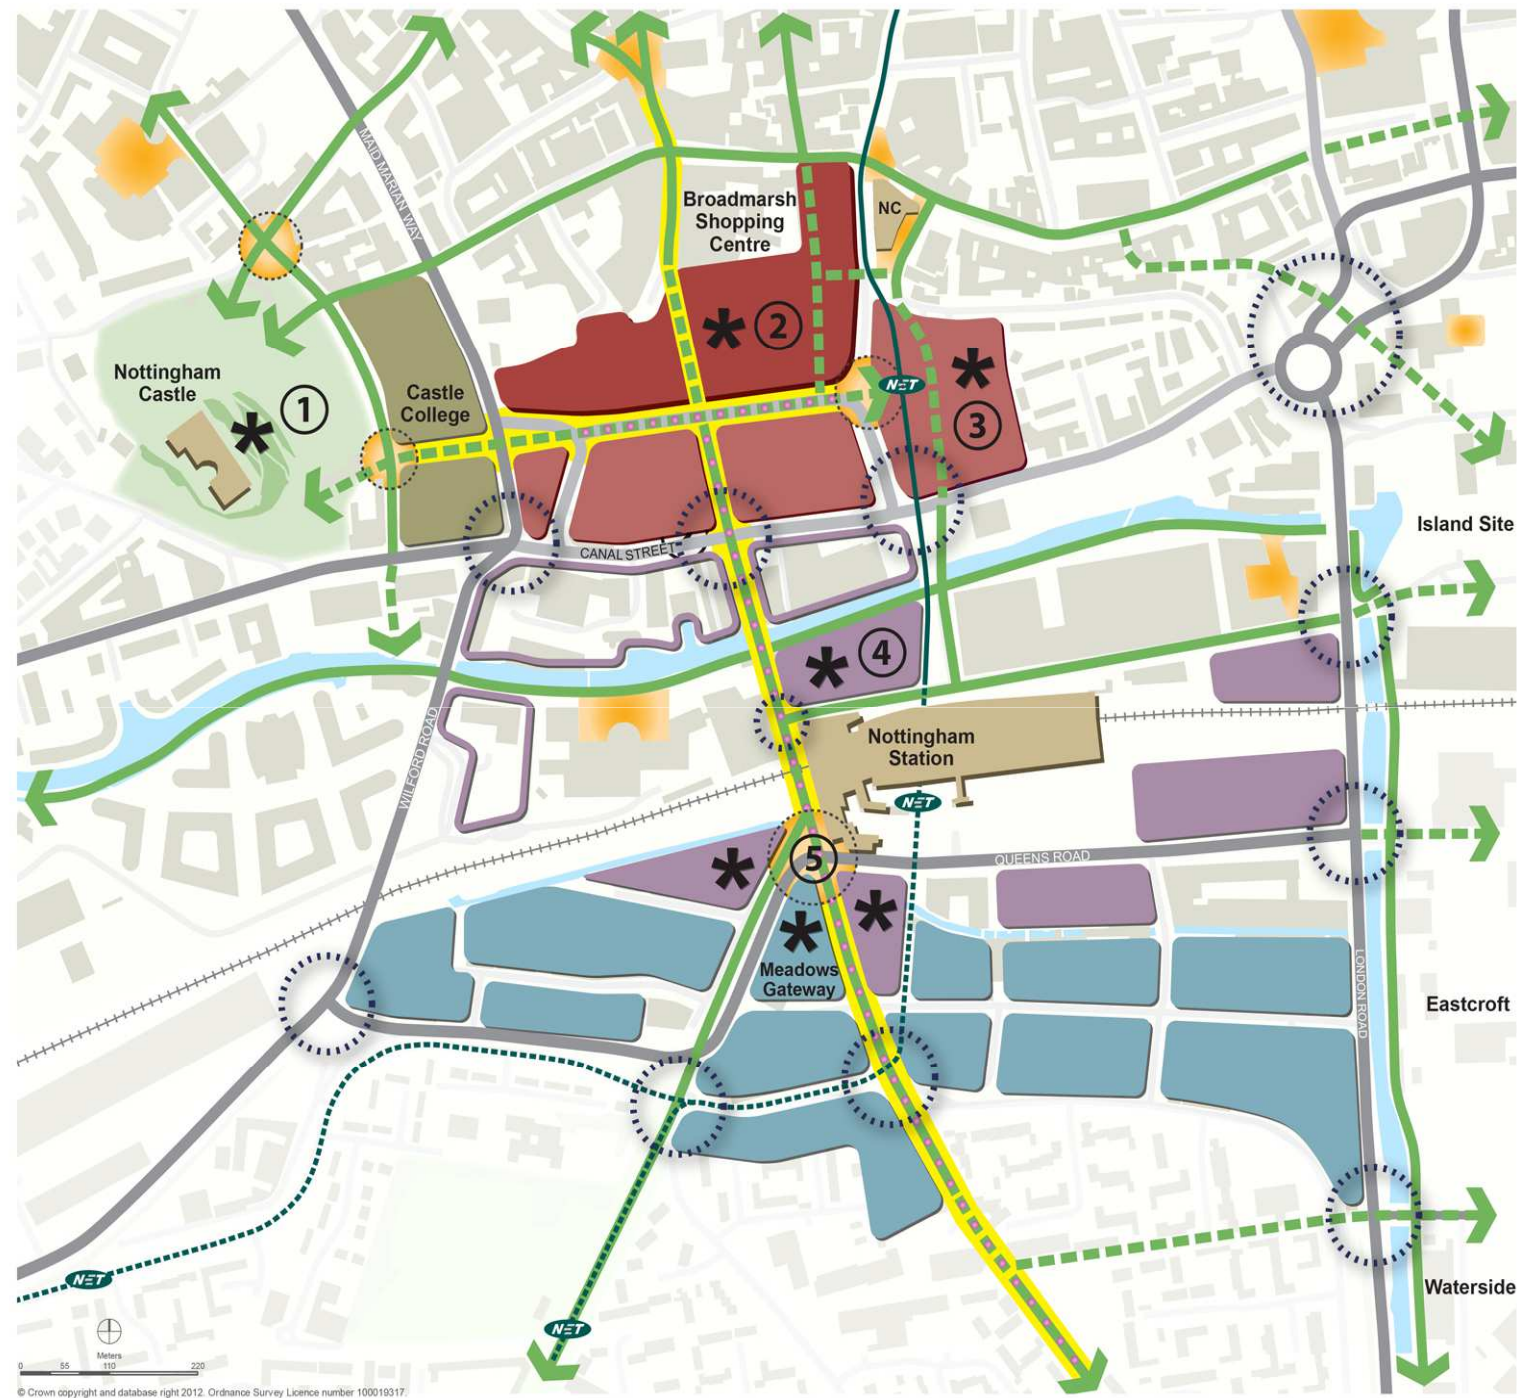 MAID MARIAN WAY
Broadmarsh
Shopping
Centre
NC
* 2
Nottingham
Castle
* 1
Castle
College
NET
*
3
Island Site
CANAL STREET
* 4
WILFORD ROAD
Nottingham
Station
NET
*
5
QUEENS ROAD
*
*
Meadows
Gateway
LONDON ROAD
Eastcroft
NET
NET
Waterside
Meters
0 55 110 220
© Crown copyright and database right 2012. Ordnance Survey Licence number 100019317.